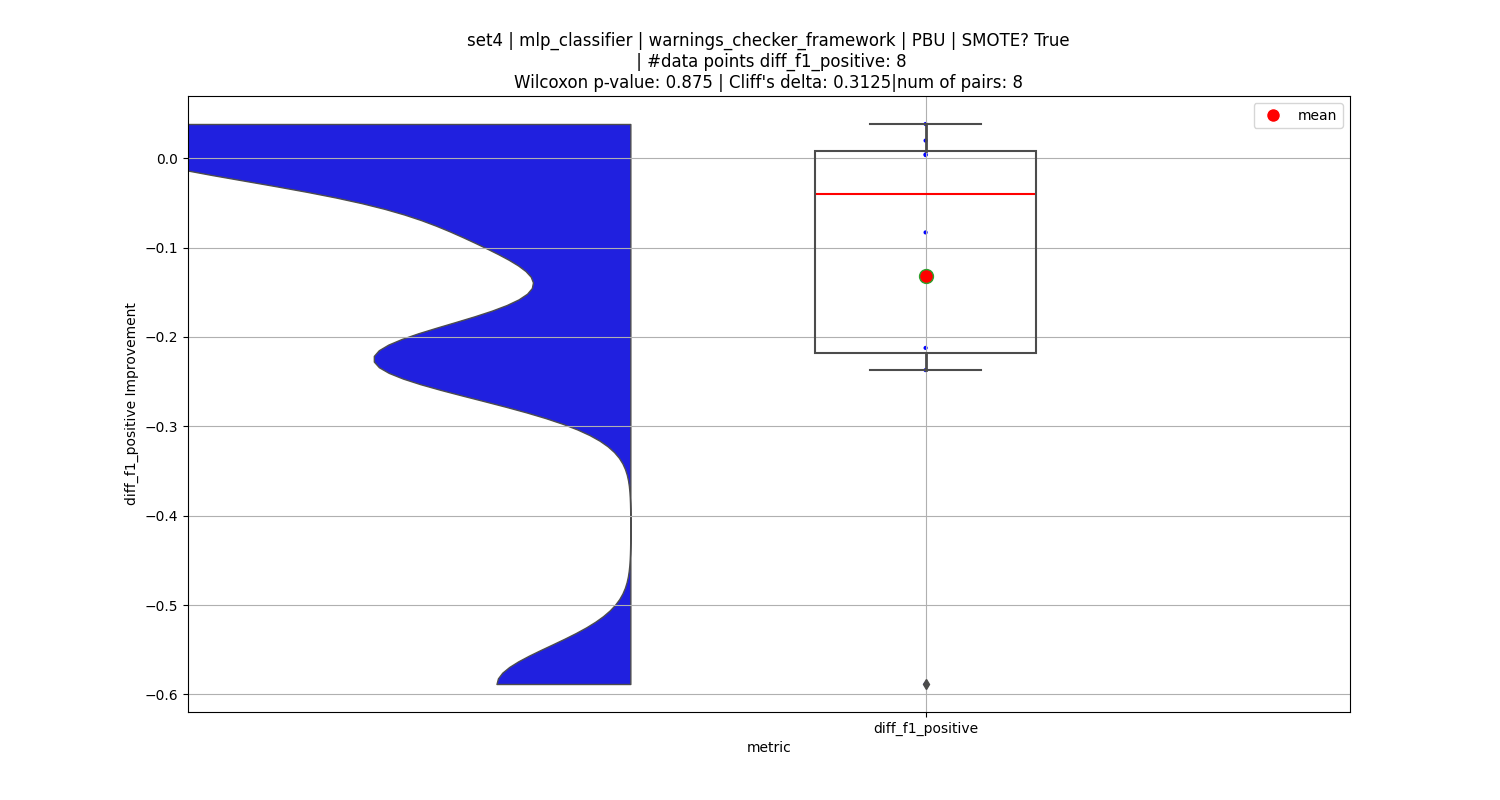 set4 | mlp_classifier | warnings_checker_framework | PBU | SMOTE? True
| #data points diff_f1_positive: 8
Wilcoxon p-value: 0.875 | Cliff's delta: 0.3125|num of pairs: 8
mean
0.0
−0.1
−0.2
−0.3
−0.4
−0.5
−0.6
diff_f1_positive Improvement
diff_f1_positive
metric